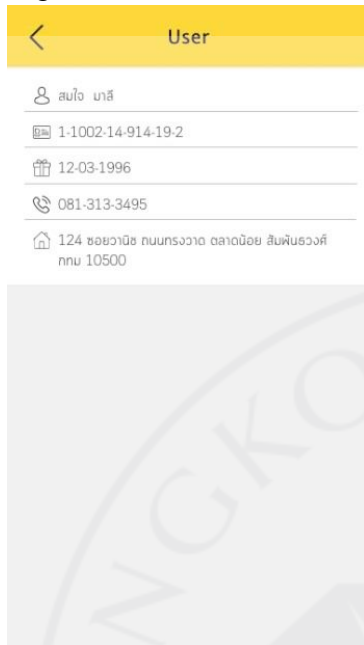 User
สมใจ มาลี
1-1002-14-914-19-2
12-03-1996
081-313-3495
124 ซอยวานิช ถนนทรงวาด ตลาดน้อย สัมพันธวงศ์
กทม 10500
NGKO